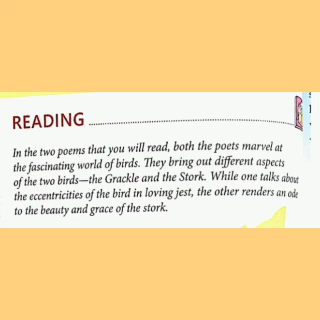 READING
In the two poems that you will read, both the poets marvel at
the fascinating world of birds. They bring out different aspects
of the two birds—the Grackle and the Stork. While one talks about
the eccentricities of the bird in loving jest, the other renders an ode
to the beauty and grace of the stork.